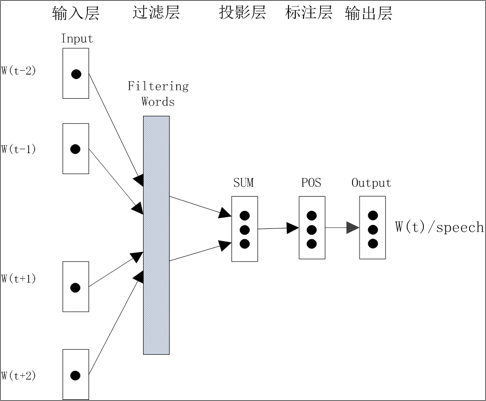 输入层 过滤层 投影层 标注层 输出层
Input
W(t-2)
Filtering
Words
W(t-1)
SUM POS Output
W(t)/speech
W(t+1)
W(t+2)